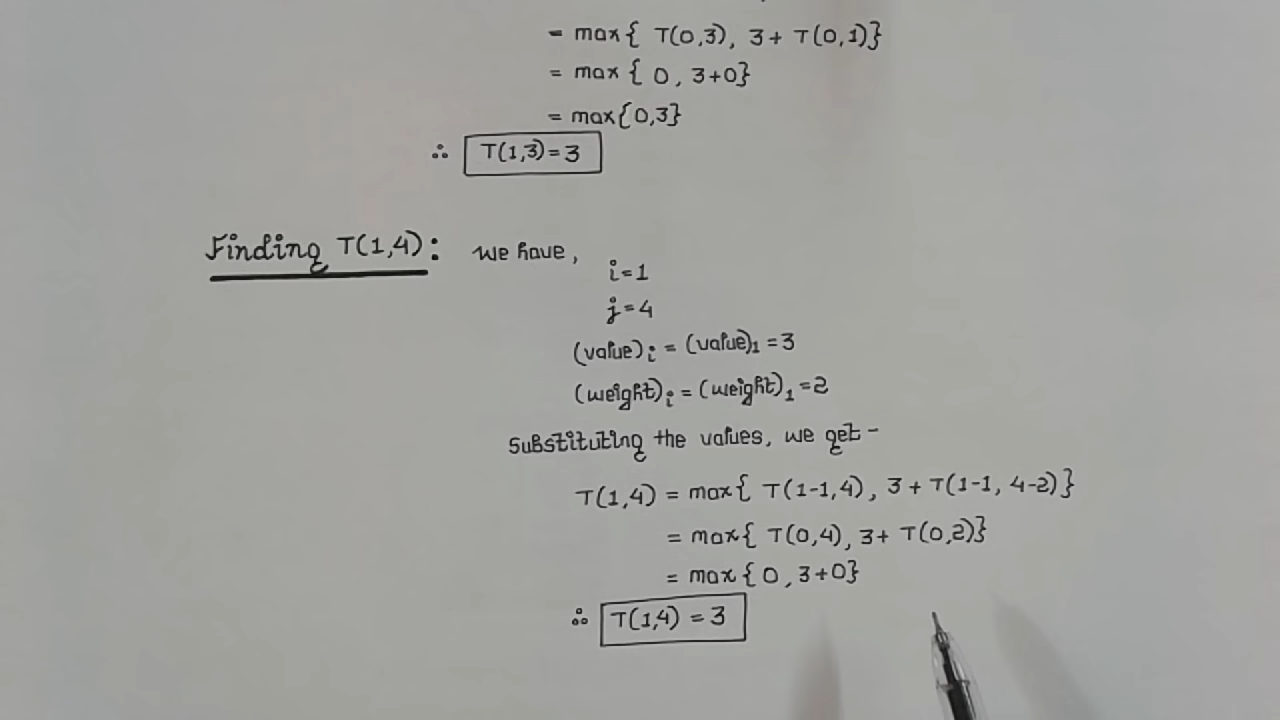 = max{ T(0,3), 3 + T(0,1)}
= max { 0, 3+0}
= max{0,3}
∴ T(1,3) = 3
Finding T(1,4): we have,
i=1
j=4
(value)i = (value)1 = 3
(weight)i = (weight)1 = 2
Substituting the values, we get -
T(1,4) = max{ T(1-1,4), 3 + T(1-1, 4-2)}
= max{ T(0,4), 3+ T(0,2)}
= max { 0, 3+0}
∴ T(1,4) = 3